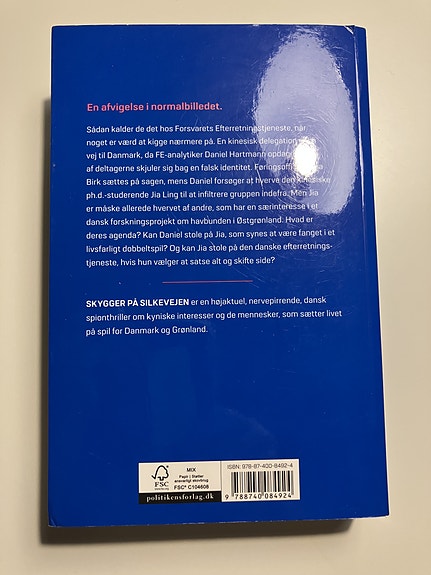 En afvigelse i normalbilledet.
Sådan kalder de det hos Forsvarets Efterretningstjeneste, når
noget er værd at kigge nærmere på. En kinesisk delegation
vej til Danmark, da FE-analytiker Daniel Hartmann opdag
af deltagerne skjuler sig bag en falsk identitet. Føringsoffi
Birk sættes på sagen, mens Daniel forsøger at hverve den kinesiske
ph.d.-studerende Jia Ling til at infiltrere gruppen indefra. Men Jia
er måske allerede hvervet af andre, som har en særinteresse i et
dansk forskningsprojekt om havbunden i Østgrønland. Hvad er
deres agenda? Kan Daniel stole på Jia, som synes at være fanget i et
livsfarligt dobbeltspil? Og kan Jia stole på den danske efterretnings-
tjeneste, hvis hun vælger at satse alt og skifte side?
SKYGGER PÅ SILKEVEJEN er en højaktuel, nervepirrende, dansk
spionthriller om kyniske interesser og de mennesker, som sætter livet
på spil for Danmark og Grønland.
FSC
MIX
Papir | Støtter
ansvarligt skovbrug
FSC® C104608
politikensforlag.dk
ISBN: 978-87-400-8492-4
9 788740 084924